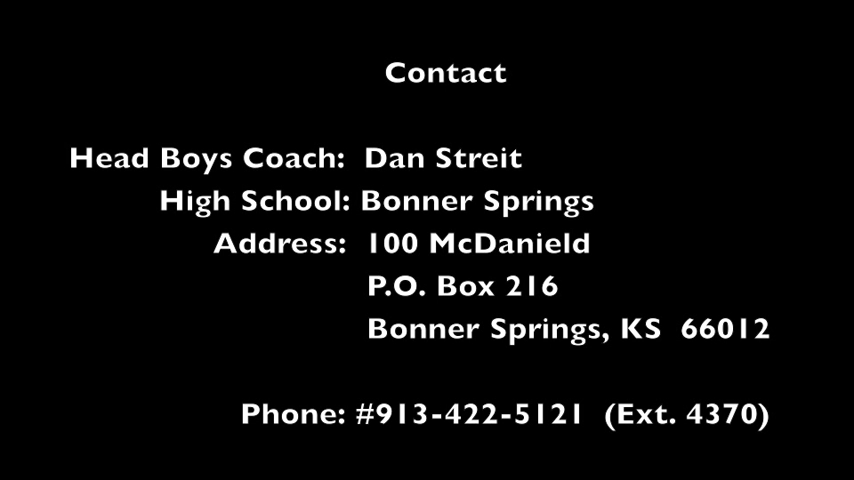 Contact
Head Boys Coach: Dan Streit
High School: Bonner Springs
Address: 100 McDanield
P.O. Box 216
Bonner Springs, KS 66012
Phone: #913-422-5121 (Ext. 4370)